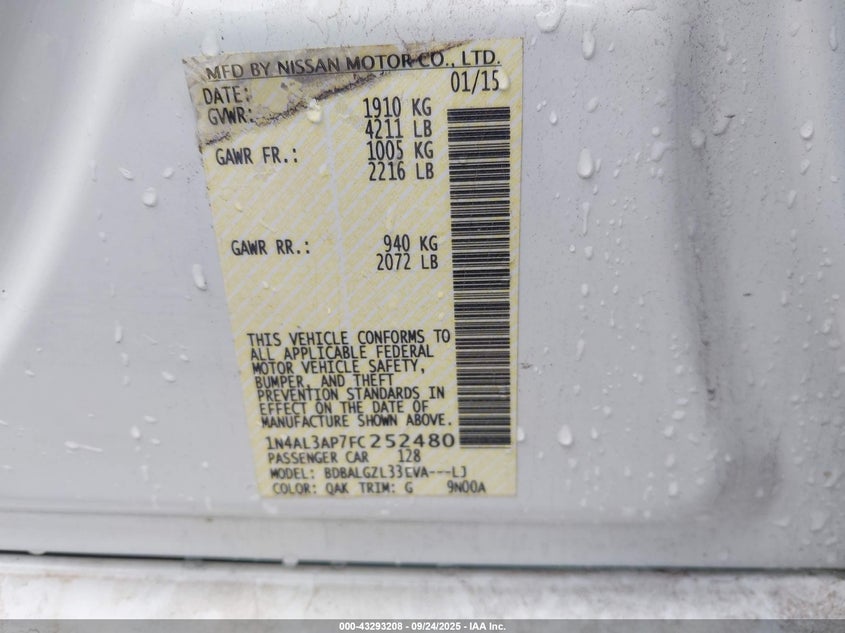 MFD BY NISSAN MOTOR CO., LTD.
DATE: 01/15
GVWR: 1910 KG
4211 LB
GAWR FR.: 1005 KG
2216 LB
GAWR RR.: 940 KG
2072 LB
THIS VEHICLE CONFORMS TO
ALL APPLICABLE FEDERAL
MOTOR VEHICLE SAFETY,
BUMPER, AND THEFT
PREVENTION STANDARDS IN
EFFECT ON THE DATE OF
MANUFACTURE SHOWN ABOVE.
1N4AL3AP7FC252480
PASSENGER CAR 128
MODEL: BDBALGZL33EVA---LJ
COLOR: QAK TRIM: G 9N00A
000-43293208 - 09/24/2025 - IAA Inc.